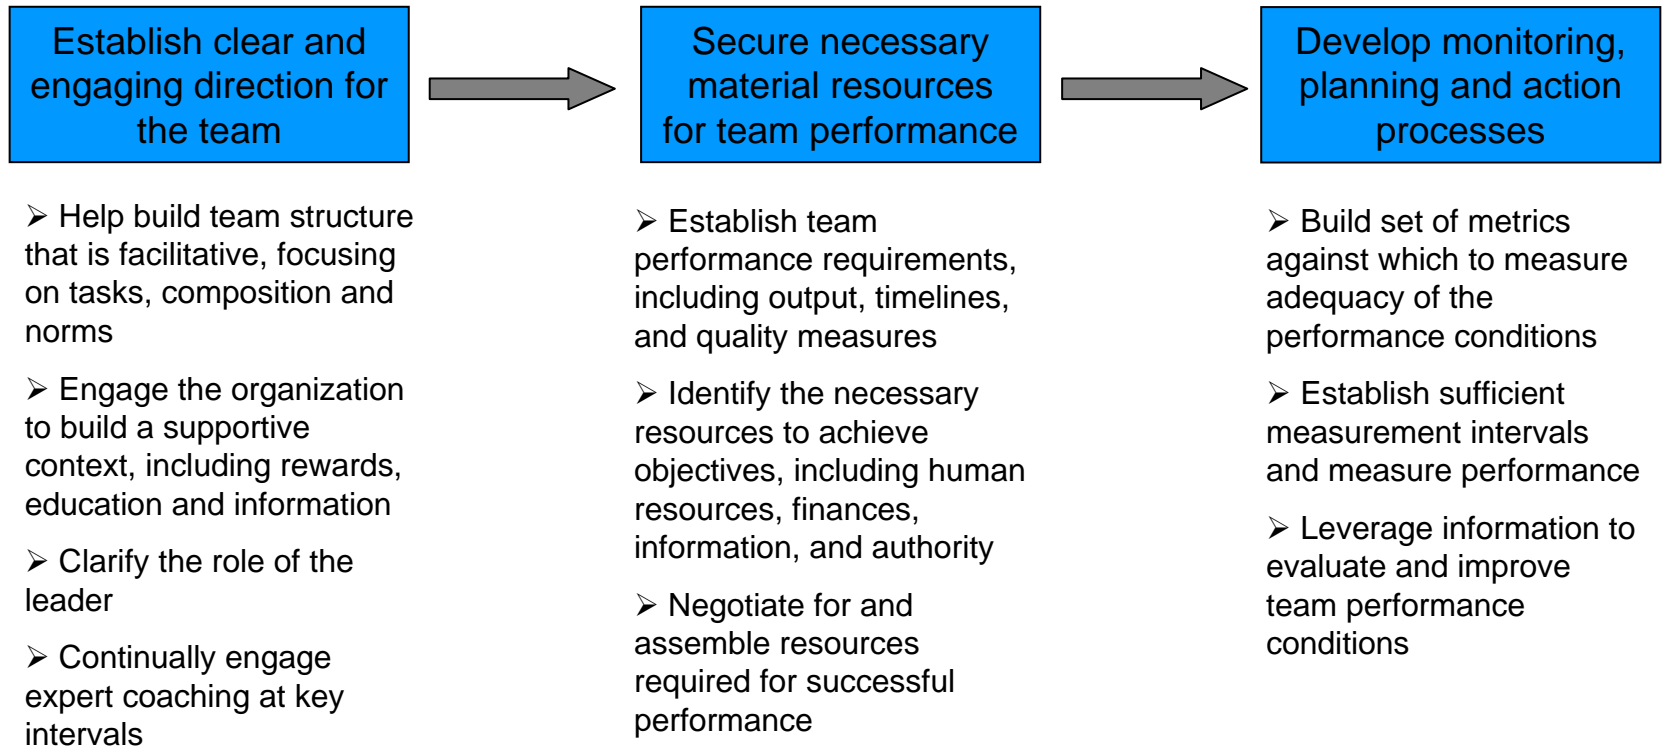 Establish clear and
engaging direction for
the team
Secure necessary
material resources
for team performance
Develop monitoring,
planning and action
processes
➢ Help build team structure
that is facilitative, focusing
on tasks, composition and
norms
➢ Engage the organization
to build a supportive
context, including rewards,
education and information
➢ Clarify the role of the
leader
➢ Continually engage
expert coaching at key
intervals
➢ Establish team
performance requirements,
including output, timelines,
and quality measures
➢ Identify the necessary
resources to achieve
objectives, including human
resources, finances,
information, and authority
➢ Negotiate for and
assemble resources
required for successful
performance
➢ Build set of metrics
against which to measure
adequacy of the
performance conditions
➢ Establish sufficient
measurement intervals
and measure performance
➢ Leverage information to
evaluate and improve
team performance
conditions